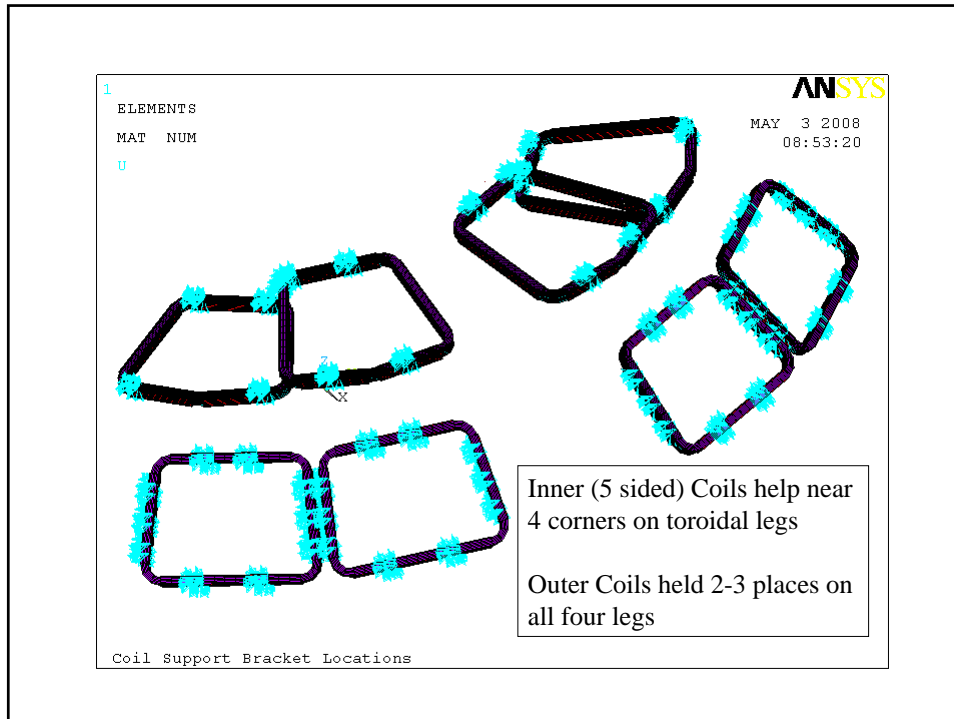 1
ELEMENTS
MAT NUM
U
ANSYS
MAY 3 2008
08:53:20
Z
X
Inner (5 sided) Coils help near
4 corners on toroidal legs
Outer Coils held 2-3 places on
all four legs
Coil Support Bracket Locations